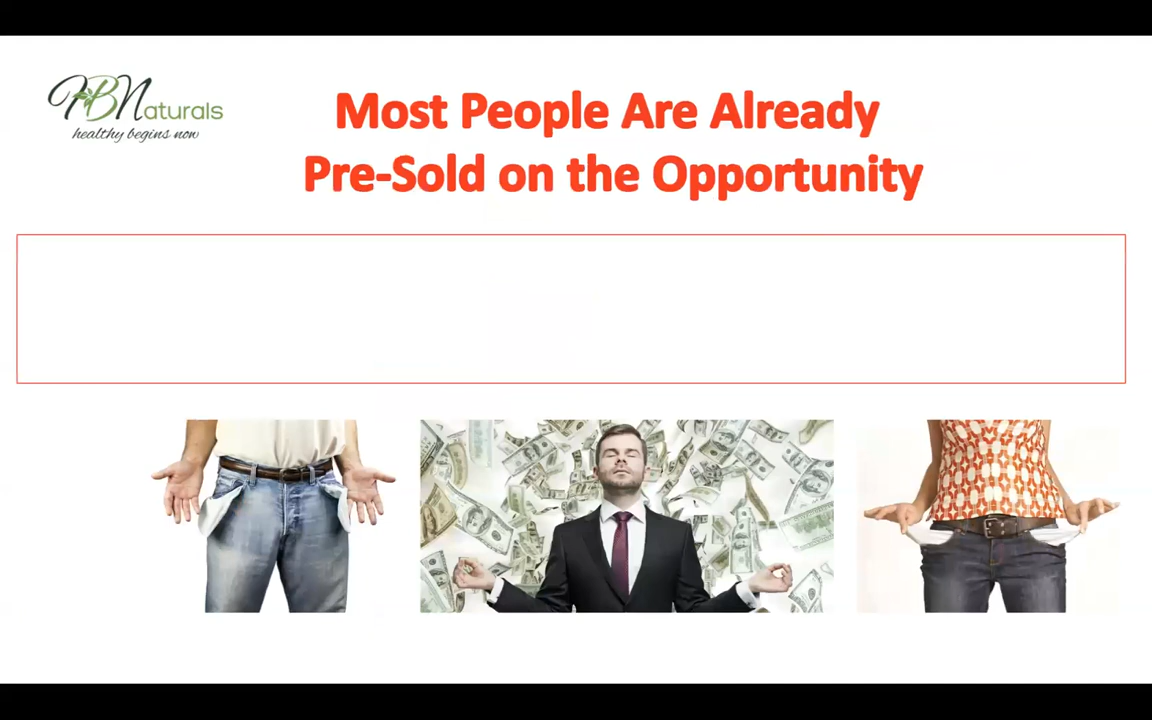 HBNaturals
healthy begins now
Most People Are Already
Pre-Sold on the Opportunity